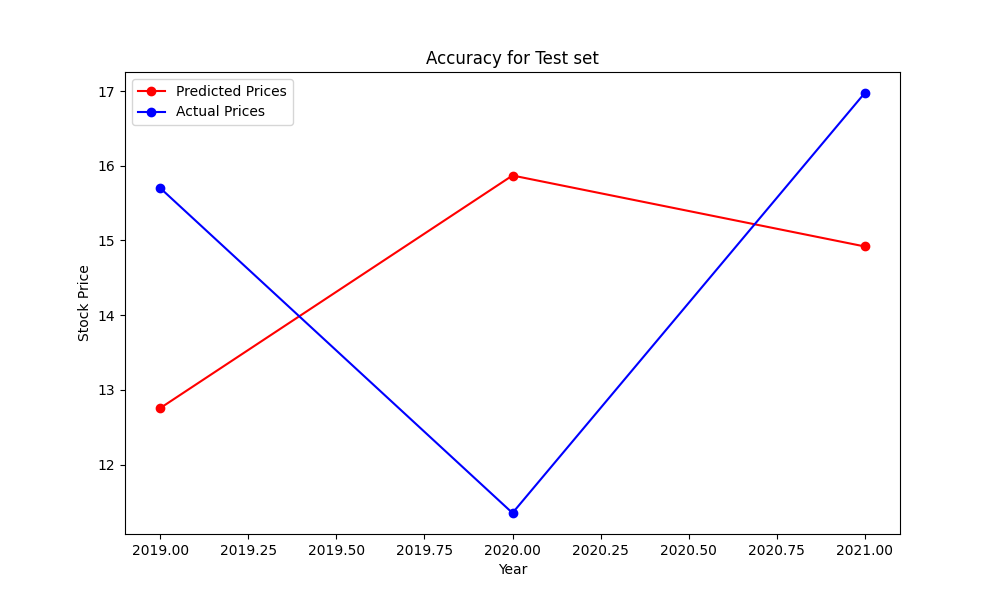 Accuracy for Test set
Predicted Prices
Actual Prices
17
16
15
14
13
12
Stock Price
2019.00 2019.25 2019.50 2019.75 2020.00 2020.25 2020.50 2020.75 2021.00
Year